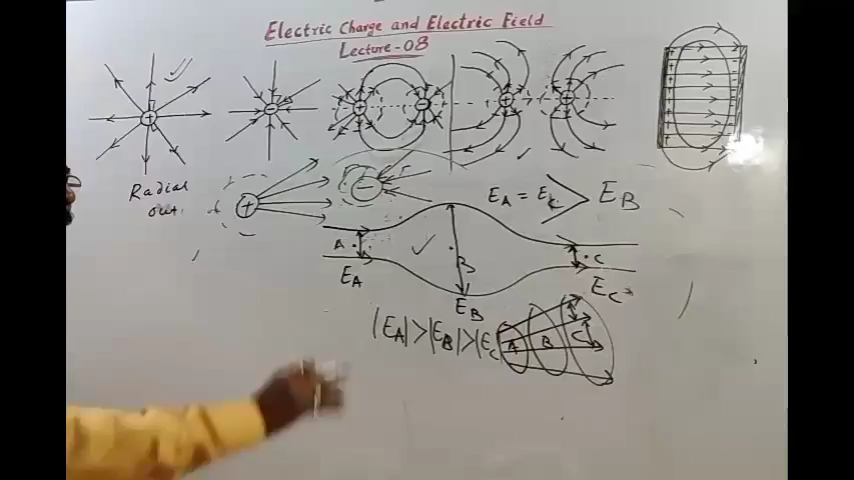 Electric Charge and Electric Field
Lecture-08
Radial
out.
E_A = E_C > E_B
A
B
C
E_A
E_B
E_C
|E_A|>|E_B|>|E_C
A B C